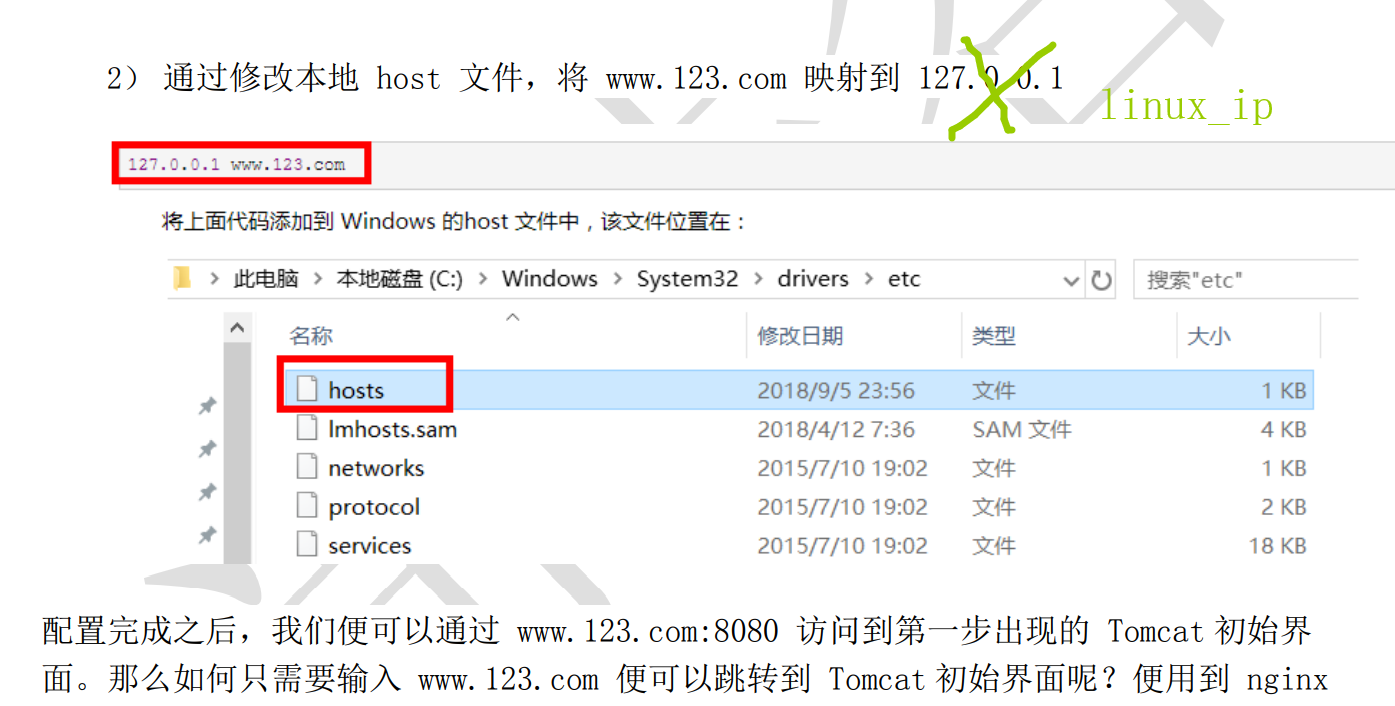 2） 通过修改本地 host 文件，将 www.123.com 映射到 127.0.0.1
linux_ip
127.0.0.1 www.123.com
将上面代码添加到 Windows 的host 文件中，该文件位置在：
此电脑 > 本地磁盘 (C:) > Windows > System32 > drivers > etc 搜索"etc"
名称 修改日期 类型 大小
hosts 2018/9/5 23:56 文件 1 KB
lmhosts.sam 2018/4/12 7:36 SAM 文件 4 KB
networks 2015/7/10 19:02 文件 1 KB
protocol 2015/7/10 19:02 文件 2 KB
services 2015/7/10 19:02 文件 18 KB
配置完成之后，我们便可以通过 www.123.com:8080 访问到第一步出现的 Tomcat 初始界
面。那么如何只需要输入 www.123.com 便可以跳转到 Tomcat 初始界面呢？便用到 nginx